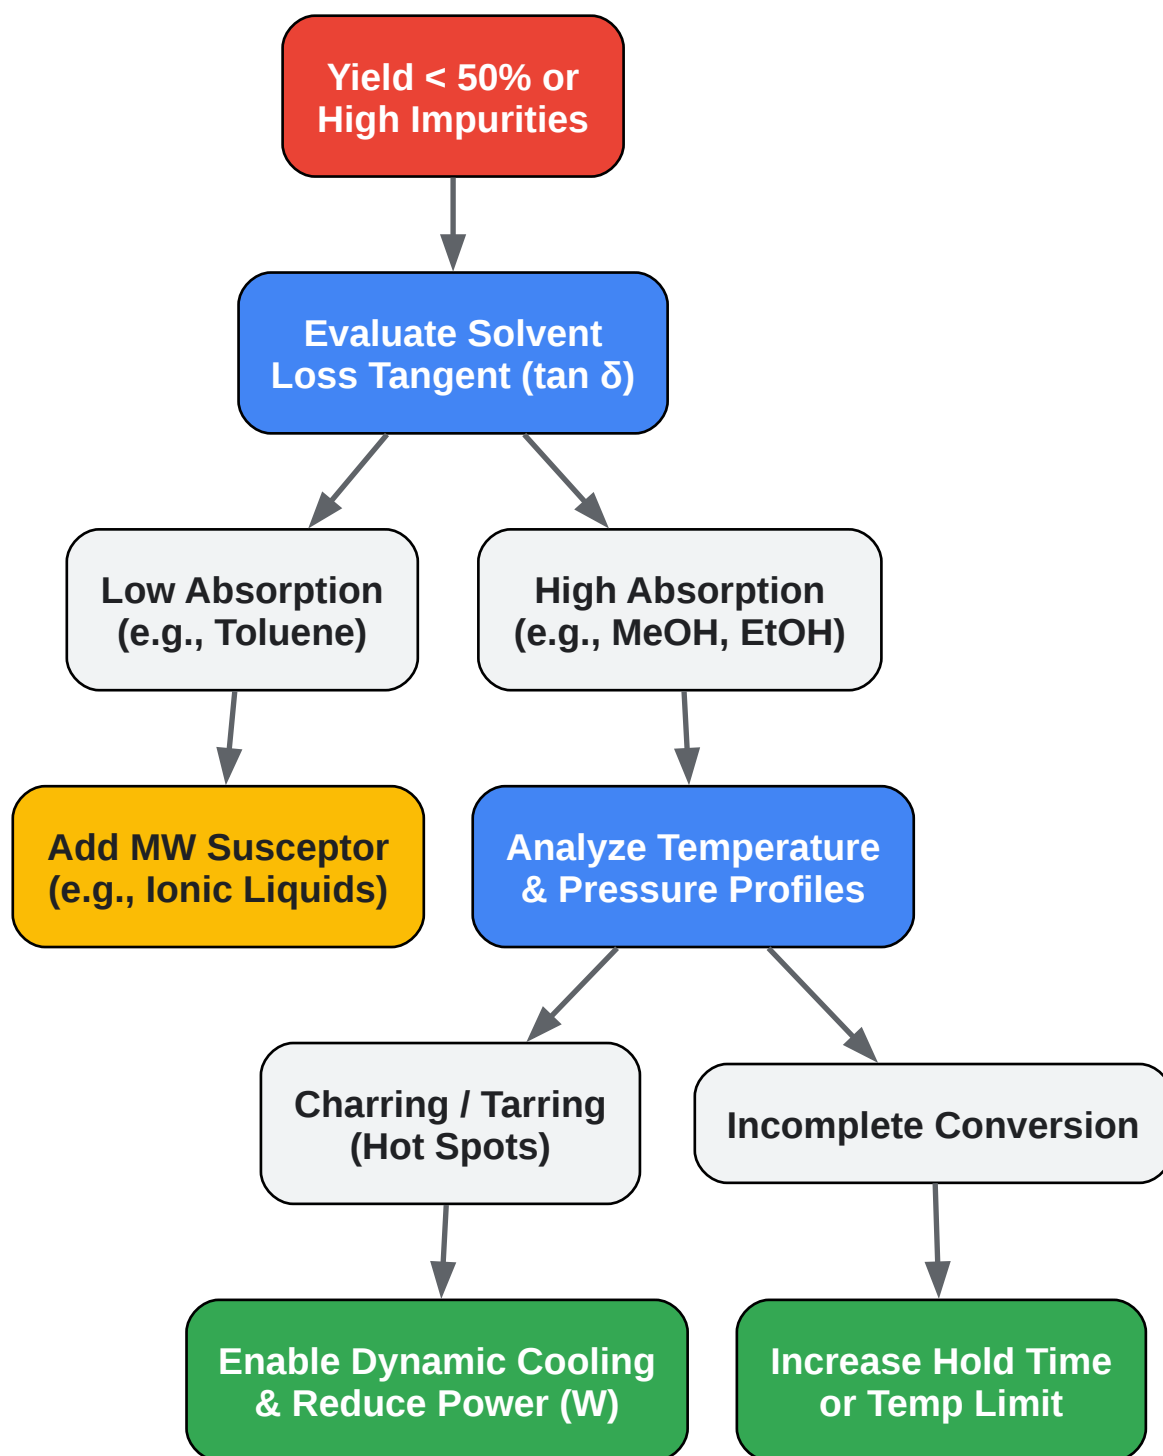 Yield < 50% or
High Impurities
Evaluate Solvent
Loss Tangent (tan δ)
Low Absorption
(e.g., Toluene)
High Absorption
(e.g., MeOH, EtOH)
Add MW Susceptor
(e.g., Ionic Liquids)
Analyze Temperature
& Pressure Profiles
Charring / Tarring
(Hot Spots)
Incomplete Conversion
Enable Dynamic Cooling
& Reduce Power (W)
Increase Hold Time
or Temp Limit